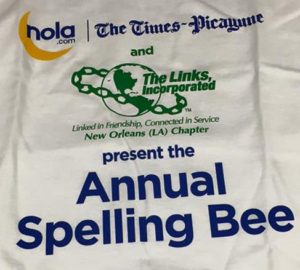 nola.com | The Times-Picayune
and
The Links,
Incorporated
TM
Linked in Friendship, Connected in Service
New Orleans (LA) Chapter
present the
Annual
Spelling Bee